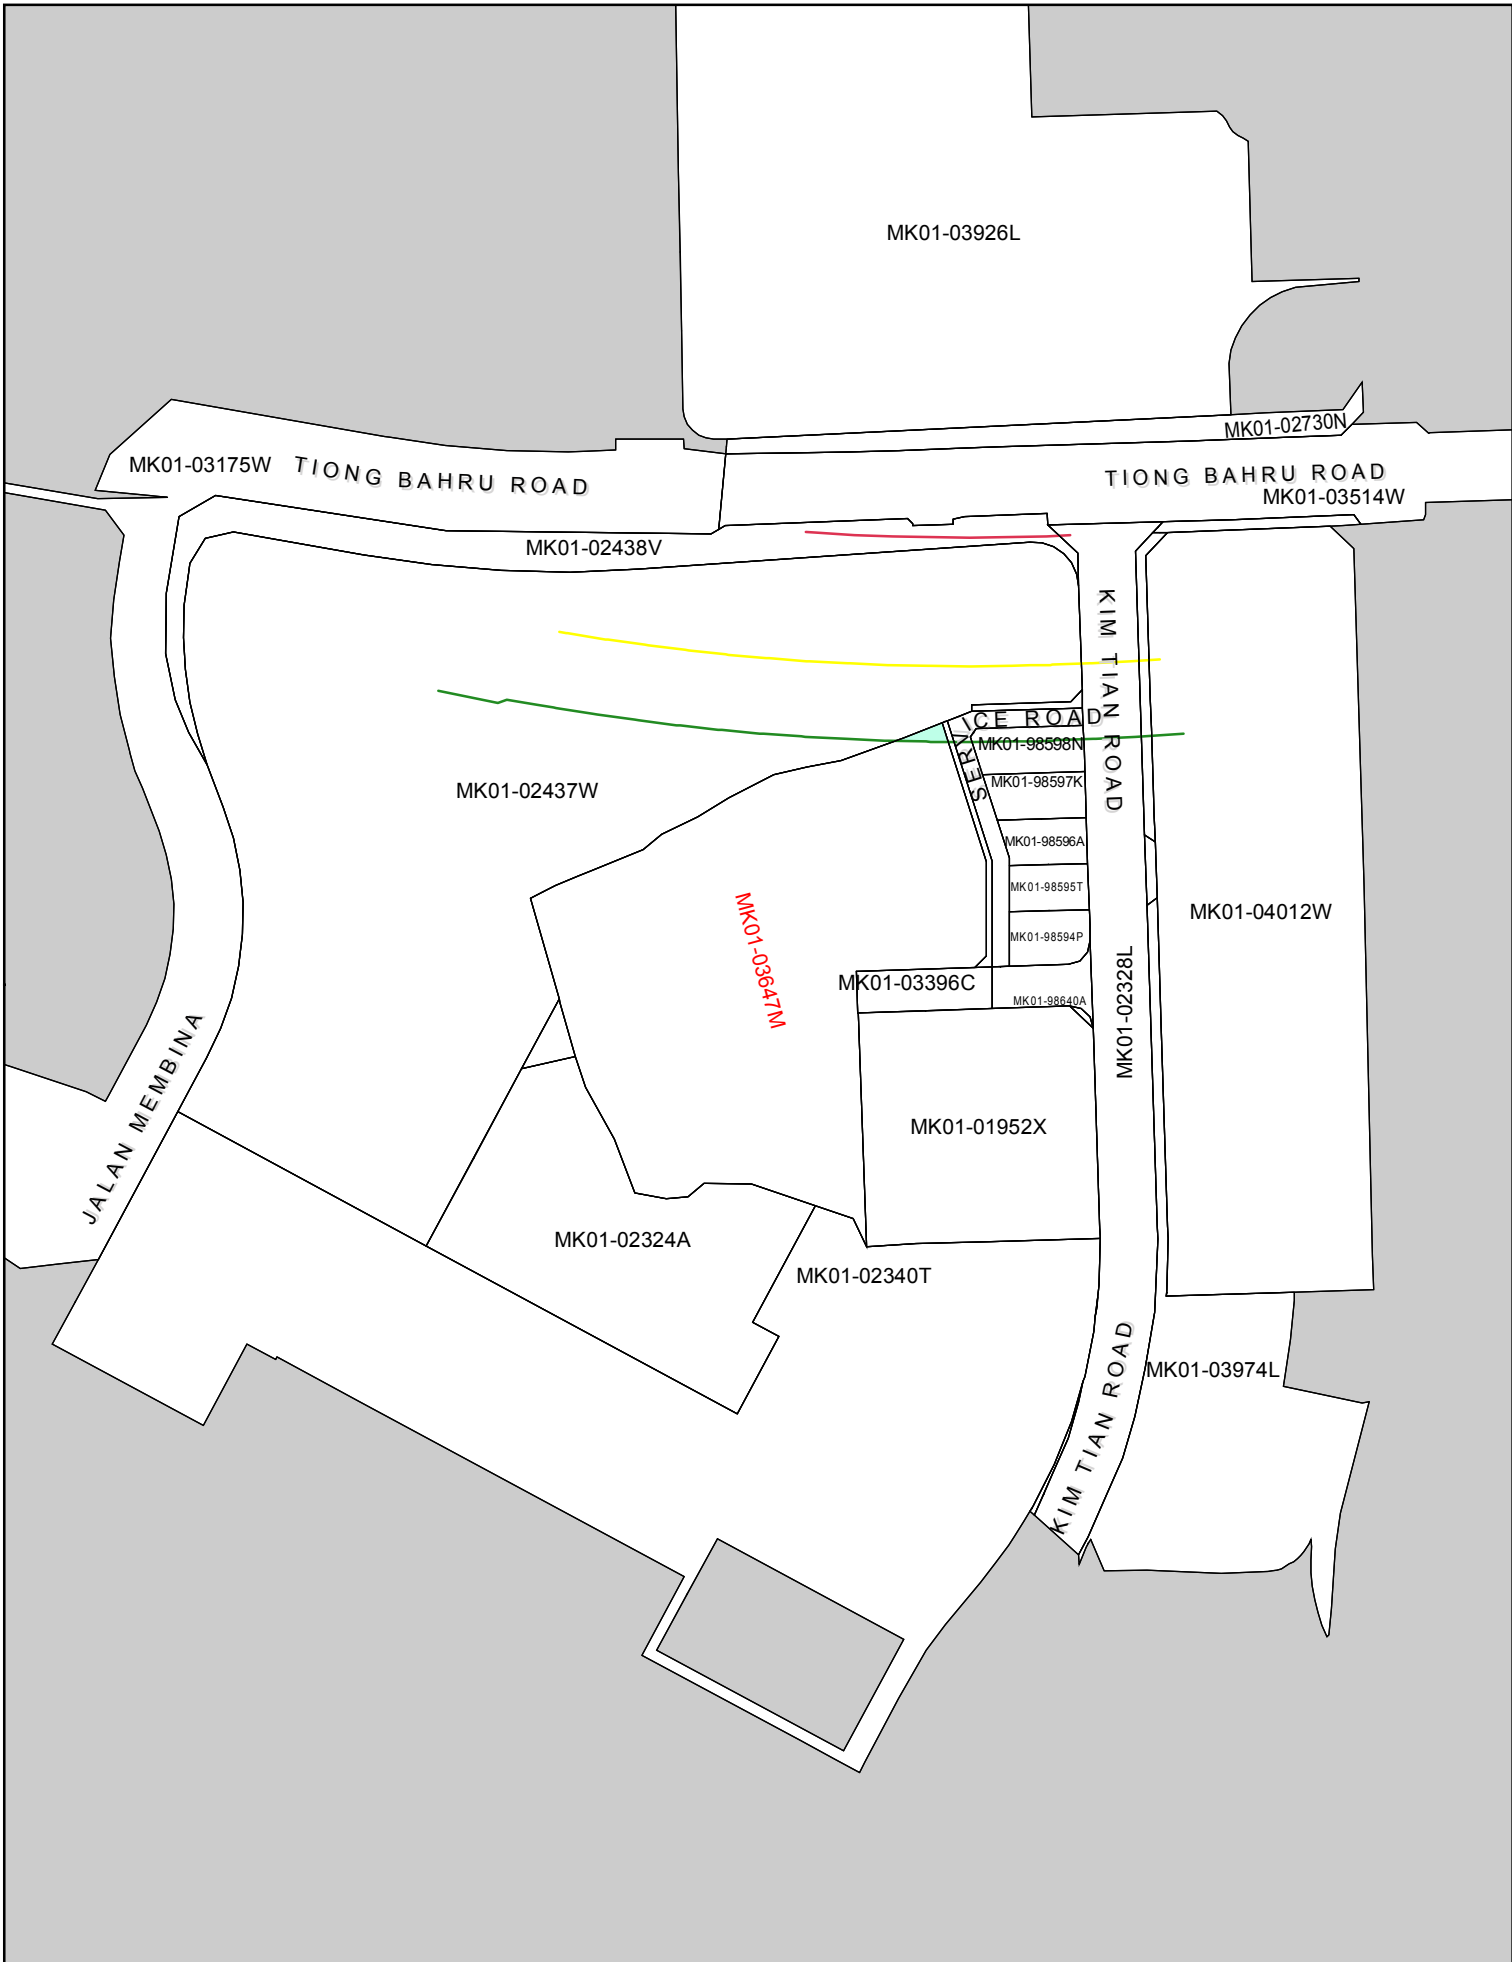 MK01-03926L
MK01-02730N
MK01-03175W
TIONG BAHRU ROAD
TIONG BAHRU ROAD
MK01-03514W
MK01-02438V
KIM TIAN ROAD
SERVICE ROAD
MK01-98598N
MK01-98597K
MK01-02437W
MK01-98596A
MK01-98595T
MK01-04012W
MK01-98594P
MK01-03647M
MK01-03396C
MK01-98640A
MK01-02328L
JALAN MEMBINA
MK01-01952X
MK01-02324A
MK01-02340T
MK01-03974L
KIM TIAN ROAD